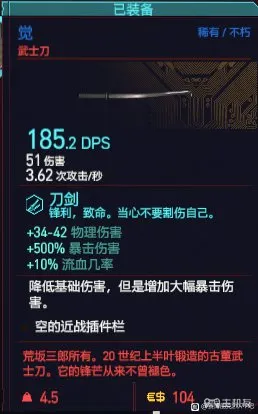 已装备
觉
稀有 / 不朽
武士刀
185.2 DPS
51 伤害
3.62 次攻击/秒
刀剑
锋利，致命。当心不要割伤自己。
+34-42 物理伤害
+500% 暴击伤害
+10% 流血几率
降低基础伤害，但是增加大幅暴击伤
害。
空的近战插件栏
荒坂三郎所有。20 世纪上半叶锻造的古董武
士刀。它的锋芒从来不曾褪色。
4.5
€$ 104